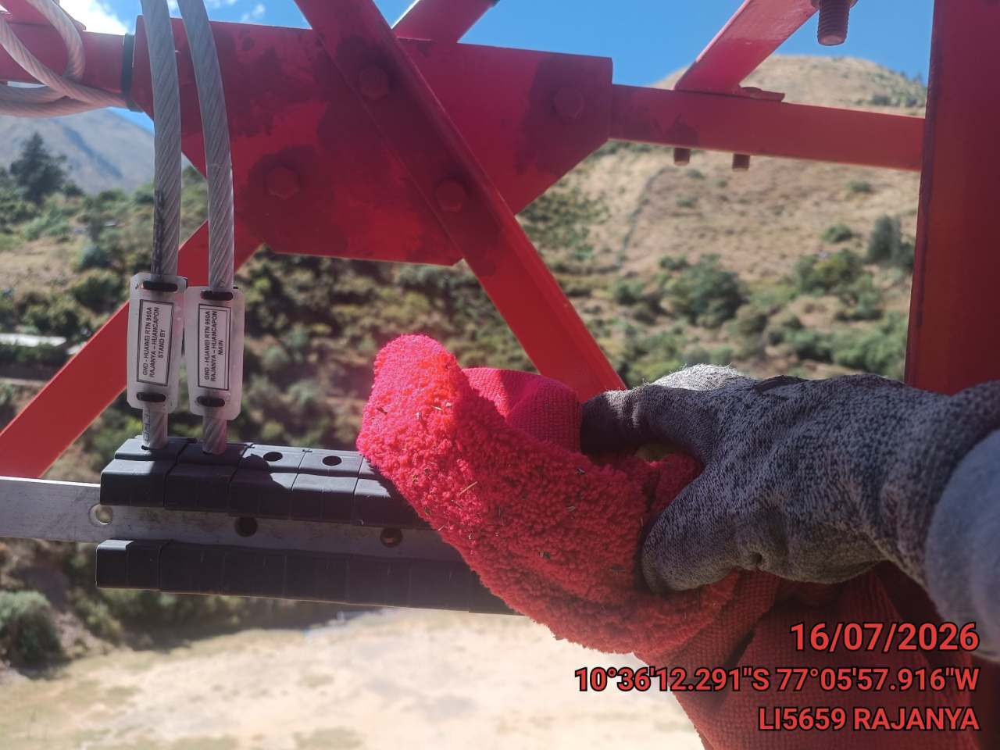 GND - HUAWEI RTN 950A
RAJANYA – HUANCAPON
STAND BY
GND - HUAWEI RTN 950A
RAJANYA – HUANCAPON
MAIN
16/07/2026
10°36'12.291"S 77°05'57.916"W
LI5659 RAJANYA